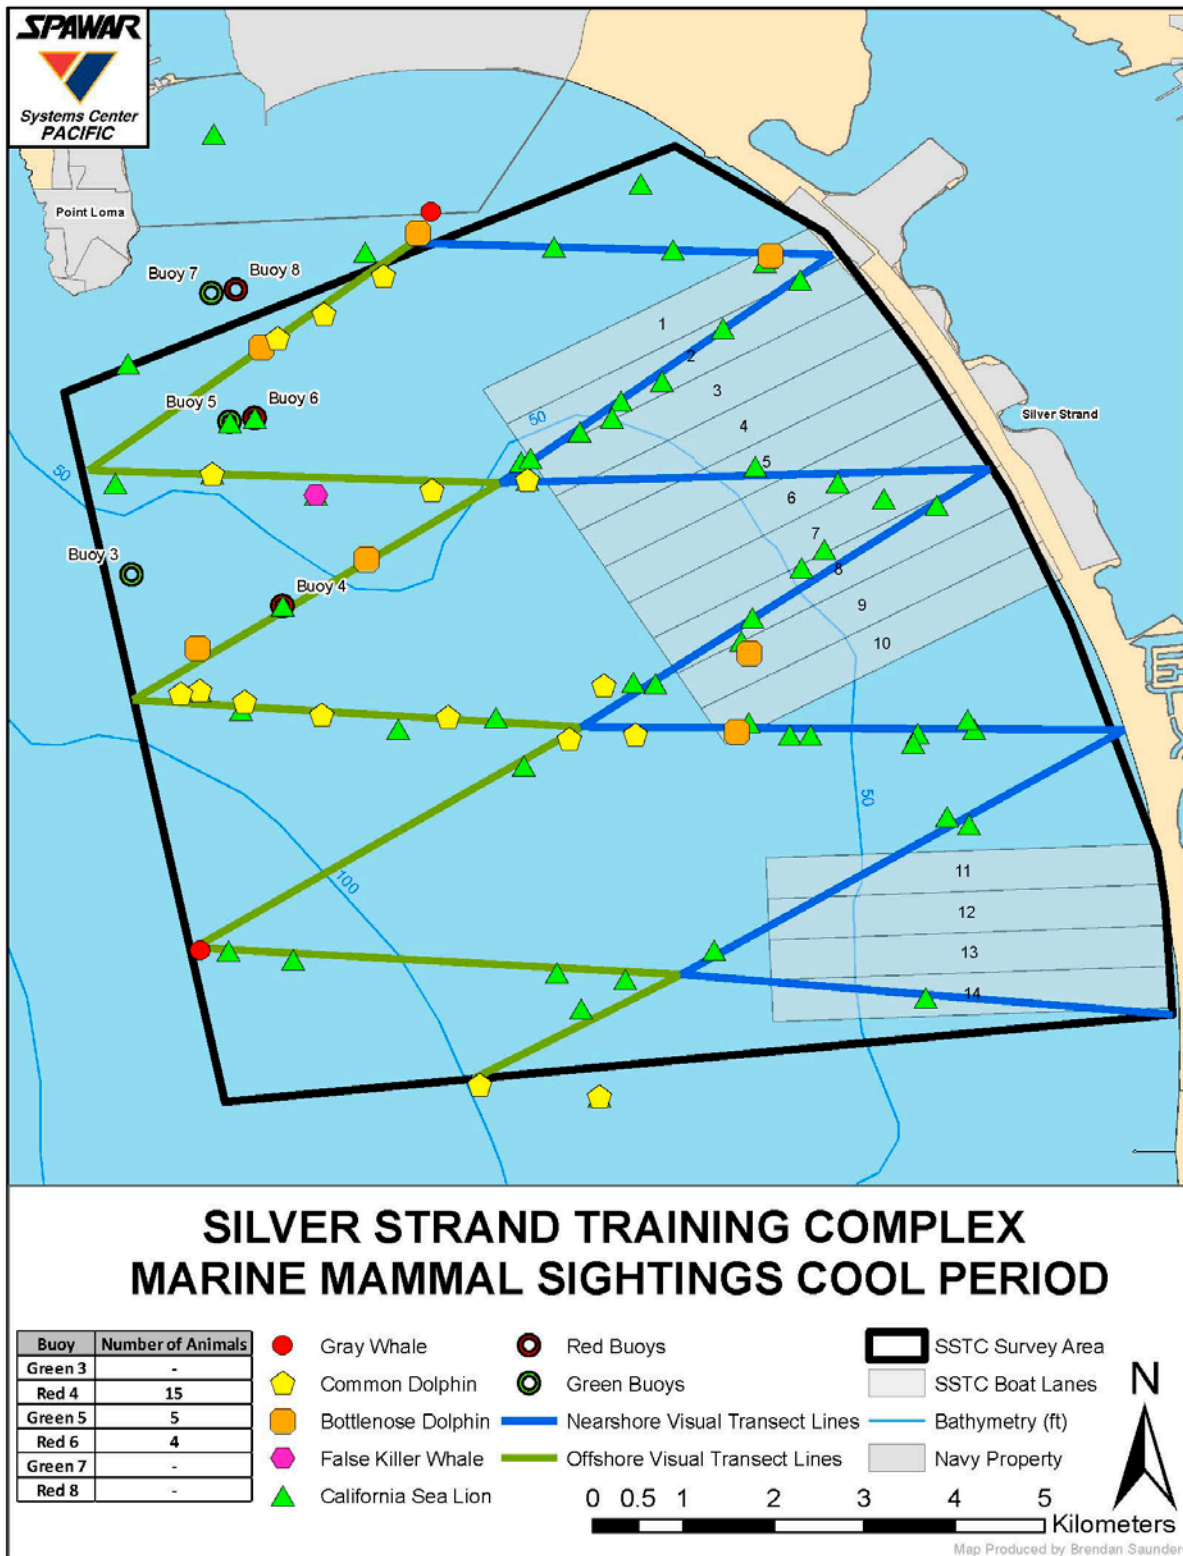 SPAWAR
Systems Center
PACIFIC
Point Loma
Buoy 7
Buoy 8
1
2
3
Buoy 5
Buoy 6
50
4
Silver Strand
50
5
6
7
Buoy 3
8
Buoy 4
9
10
50
100
11
12
13
14
SILVER STRAND TRAINING COMPLEX
MARINE MAMMAL SIGHTINGS COOL PERIOD
Buoy Number of Animals
Green 3 -
Red 4 15
Green 5 5
Red 6 4
Green 7 -
Red 8 -
Gray Whale
Common Dolphin
Bottlenose Dolphin
False Killer Whale
California Sea Lion
Red Buoys
Green Buoys
Nearshore Visual Transect Lines
Offshore Visual Transect Lines
SSTC Survey Area
SSTC Boat Lanes
Bathymetry (ft)
Navy Property
N
0 0.5 1 2 3 4 5
Kilometers
Map Produced by Brendan Saunders